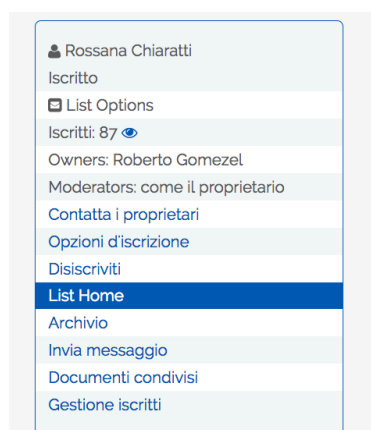 Rossana Chiaratti
Iscritto
List Options
Iscritti: 87
Owners: Roberto Gomezel
Moderators: come il proprietario
Contatta i proprietari
Opzioni d'iscrizione
Disiscriviti
List Home
Archivio
Invia messaggio
Documenti condivisi
Gestione iscritti